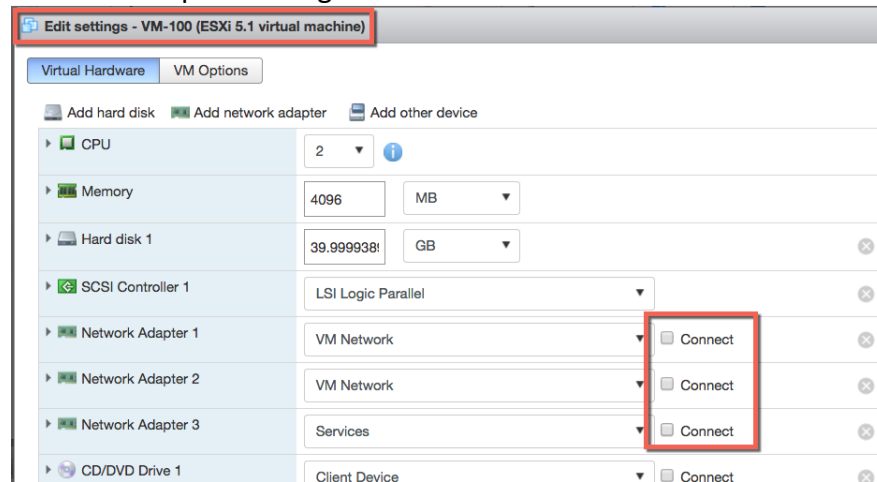 Edit settings - VM-100 (ESXi 5.1 virtual machine)
Virtual Hardware VM Options
Add hard disk Add network adapter Add other device
CPU 2
Memory 4096 MB
Hard disk 1 39.9999389 GB
SCSI Controller 1 LSI Logic Parallel
Network Adapter 1 VM Network Connect
Network Adapter 2 VM Network Connect
Network Adapter 3 Services Connect
CD/DVD Drive 1 Client Device Connect